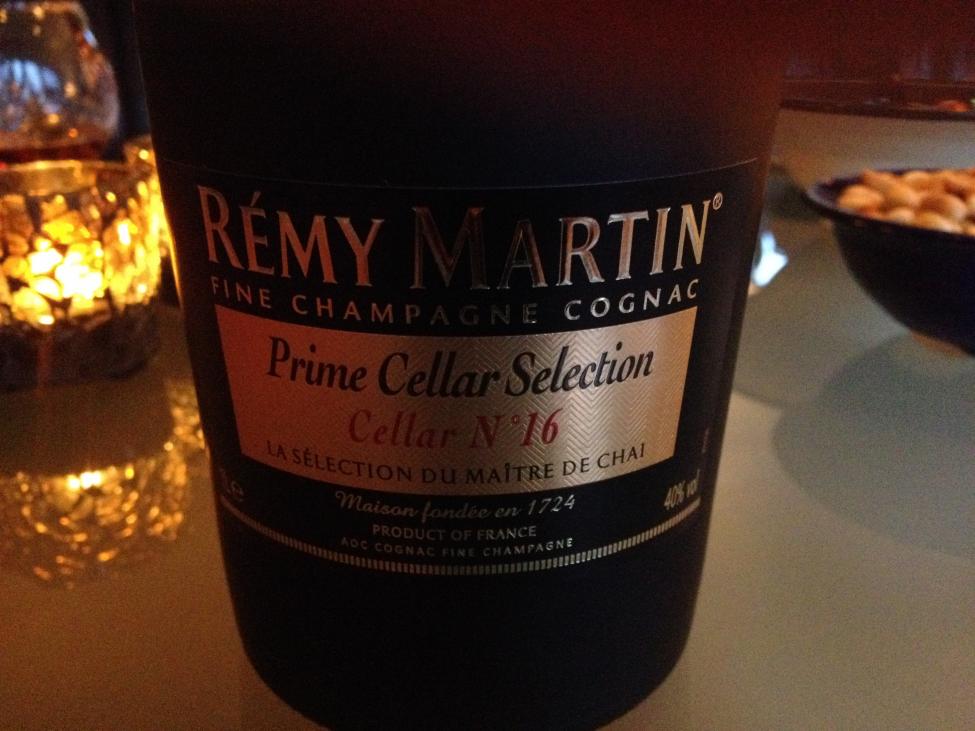 RÉMY MARTIN®
FINE CHAMPAGNE COGNAC
Prime Cellar Selection
Cellar N°16
LA SÉLECTION DU MAÎTRE DE CHAI
Maison fondée en 1724
40% vol
PRODUCT OF FRANCE
AOC COGNAC FINE CHAMPAGNE